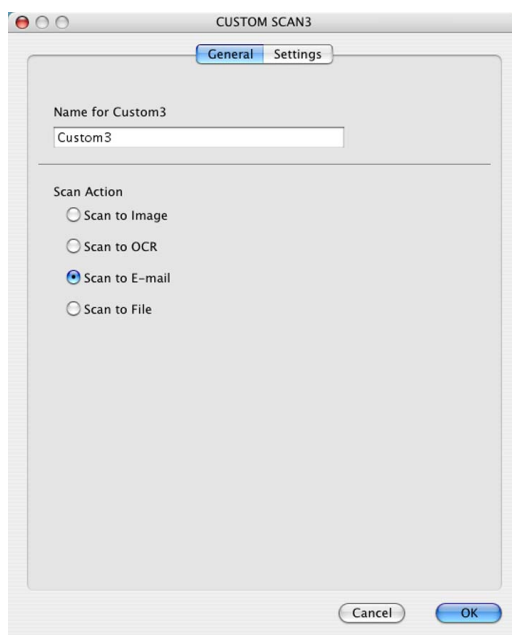 CUSTOM SCAN3
General Settings
Name for Custom3
Custom3
Scan Action
Scan to Image
Scan to OCR
Scan to E-mail
Scan to File
Cancel OK